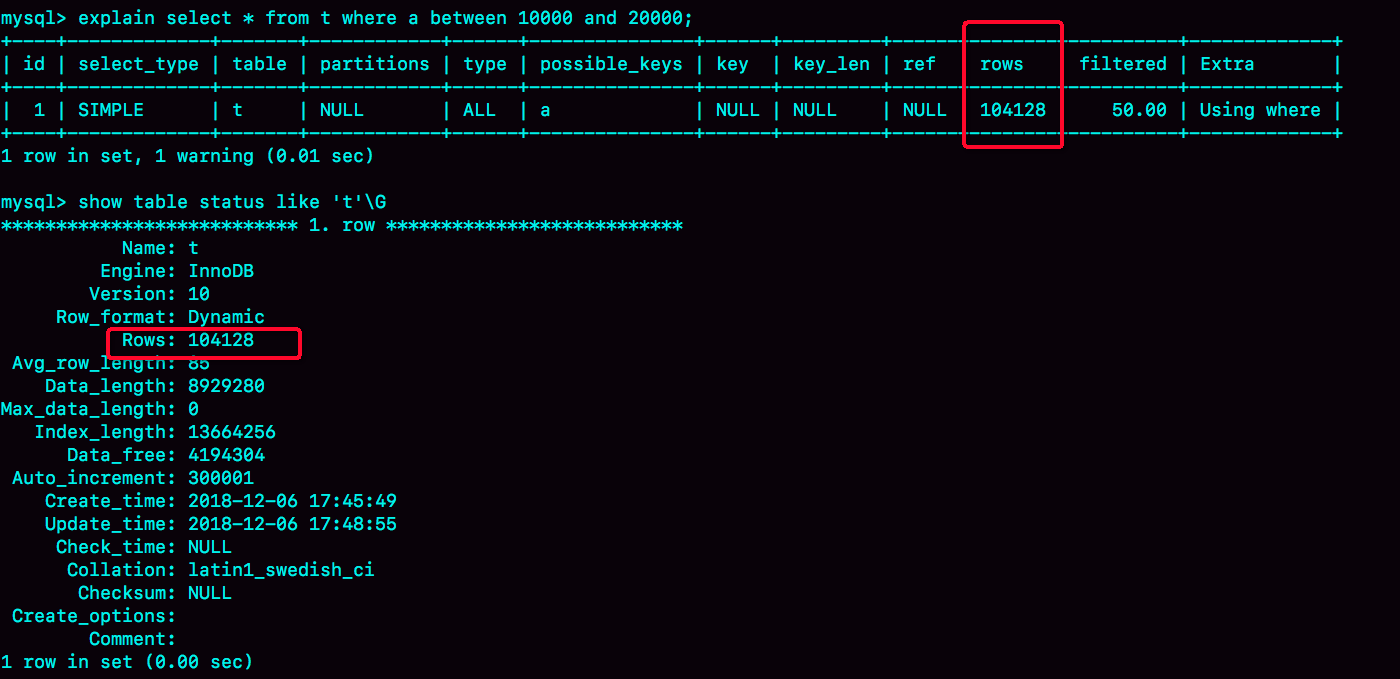 mysql> explain select * from t where a between 10000 and 20000;
+----+-------------+-------+------------+------+---------------+------+---------+------+--------+----------+-------------+
| id | select_type | table | partitions | type | possible_keys | key  | key_len | ref  | rows   | filtered | Extra       |
+----+-------------+-------+------------+------+---------------+------+---------+------+--------+----------+-------------+
|  1 | SIMPLE      | t     | NULL       | ALL  | a             | NULL | NULL    | NULL | 104128 |    50.00 | Using where |
+----+-------------+-------+------------+------+---------------+------+---------+------+--------+----------+-------------+
1 row in set, 1 warning (0.01 sec)

mysql> show table status like 't'\G
*************************** 1. row ***************************
           Name: t
         Engine: InnoDB
        Version: 10
     Row_format: Dynamic
           Rows: 104128
 Avg_row_length: 85
    Data_length: 8929280
Max_data_length: 0
   Index_length: 13664256
      Data_free: 4194304
 Auto_increment: 300001
    Create_time: 2018-12-06 17:45:49
    Update_time: 2018-12-06 17:48:55
     Check_time: NULL
      Collation: latin1_swedish_ci
       Checksum: NULL
 Create_options:
        Comment:
1 row in set (0.00 sec)